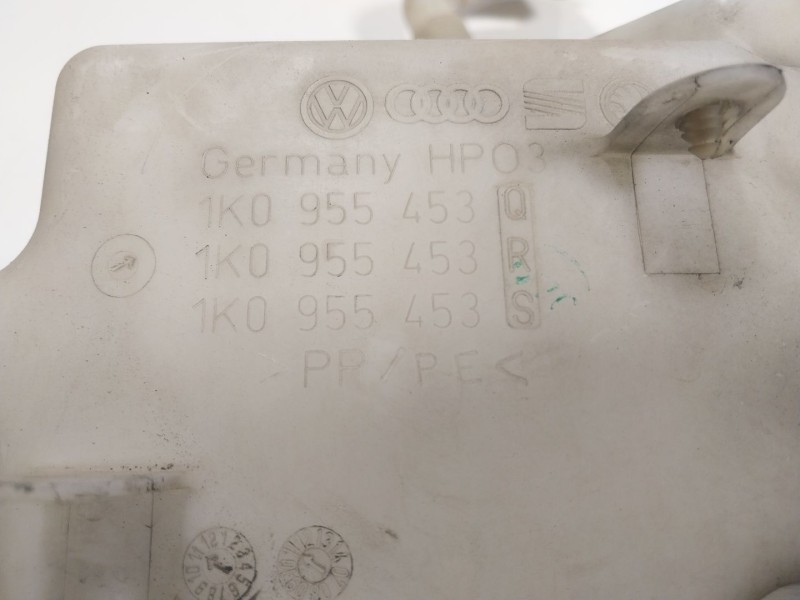 Germany HP03
1K0 955 453 Q
1K0 955 453 R
1K0 955 453 S
PP/PE<